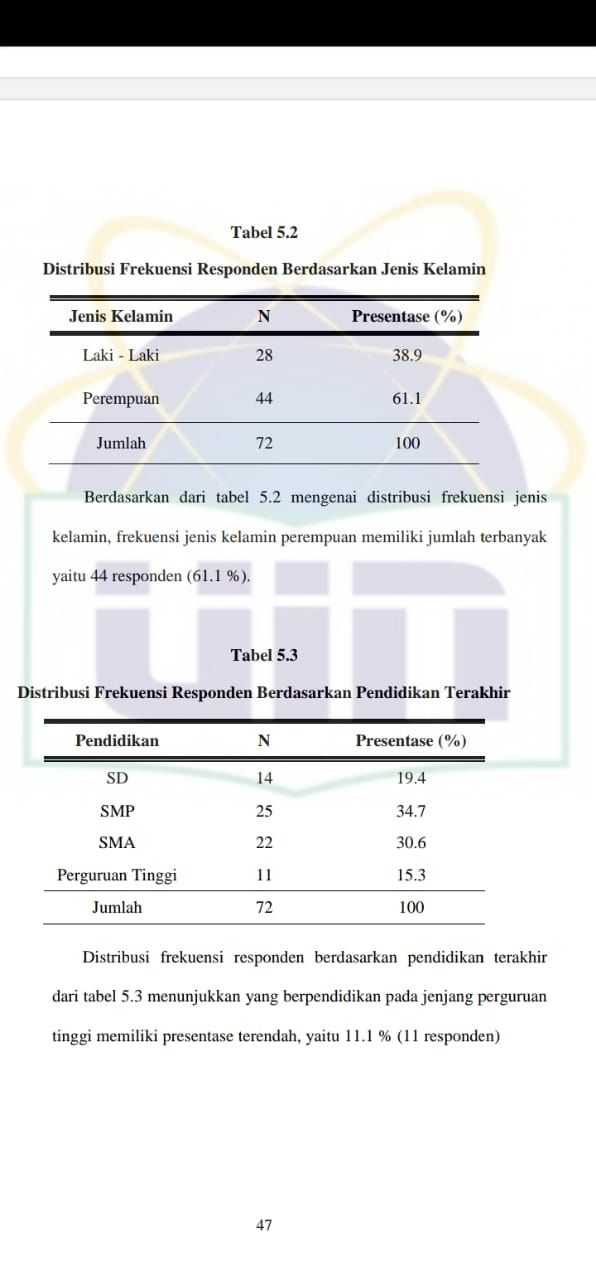 Tabel 5.2
Distribusi Frekuensi Responden Berdasarkan Jenis Kelamin
Jenis Kelamin N Presentase (%)
Laki - Laki 28 38.9
Perempuan 44 61.1
Jumlah 72 100
Berdasarkan dari tabel 5.2 mengenai distribusi frekuensi jenis
kelamin, frekuensi jenis kelamin perempuan memiliki jumlah terbanyak
yaitu 44 responden (61.1 %).
uin
Tabel 5.3
Distribusi Frekuensi Responden Berdasarkan Pendidikan Terakhir
Pendidikan N Presentase (%)
SD 14 19.4
SMP 25 34.7
SMA 22 30.6
Perguruan Tinggi 11 15.3
Jumlah 72 100
Distribusi frekuensi responden berdasarkan pendidikan terakhir
dari tabel 5.3 menunjukkan yang berpendidikan pada jenjang perguruan
tinggi memiliki presentase terendah, yaitu 11.1 % (11 responden)
47